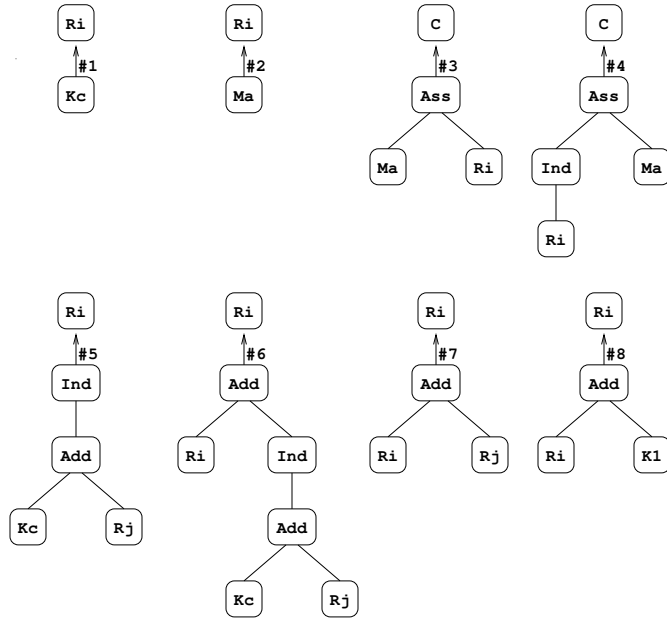 Ri Ri C C
#1 #2 #3 #4
Kc Ma Ass Ass
Ma Ri Ind Ma
Ri
Ri Ri Ri Ri
#5 #6 #7 #8
Ind Add Add Add
Add Ri Ind Ri Rj Ri K1
Kc Rj Add
Kc Rj